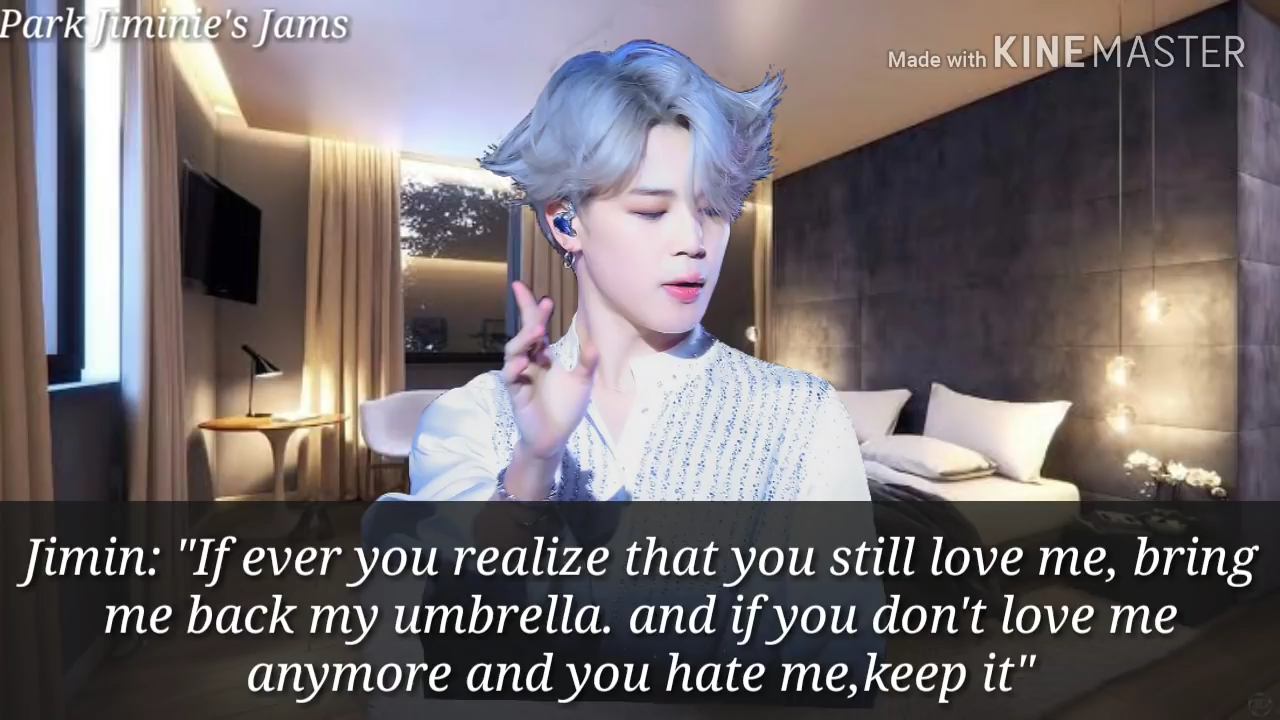 Park Jiminie's Jams
Made with KINEMASTER
Jimin: "If ever you realize that you still love me, bring
me back my umbrella. and if you don't love me
anymore and you hate me,keep it"